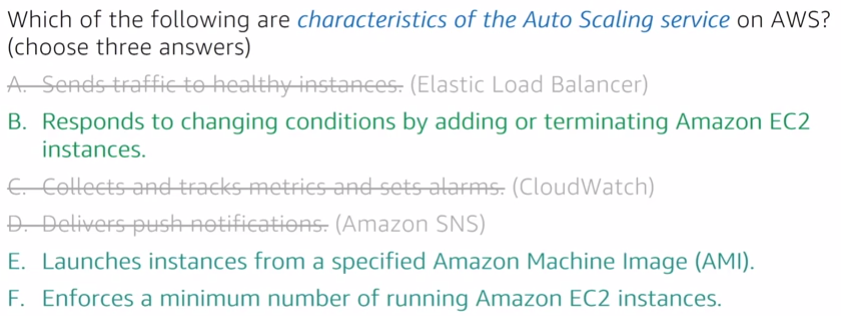 Which of the following are characteristics of the Auto Scaling service on AWS?
(choose three answers)
A. Sends traffic to healthy instances. (Elastic Load Balancer)
B. Responds to changing conditions by adding or terminating Amazon EC2
instances.
C. Collects and tracks metrics and sets alarms. (CloudWatch)
D. Delivers push notifications. (Amazon SNS)
E. Launches instances from a specified Amazon Machine Image (AMI).
F. Enforces a minimum number of running Amazon EC2 instances.